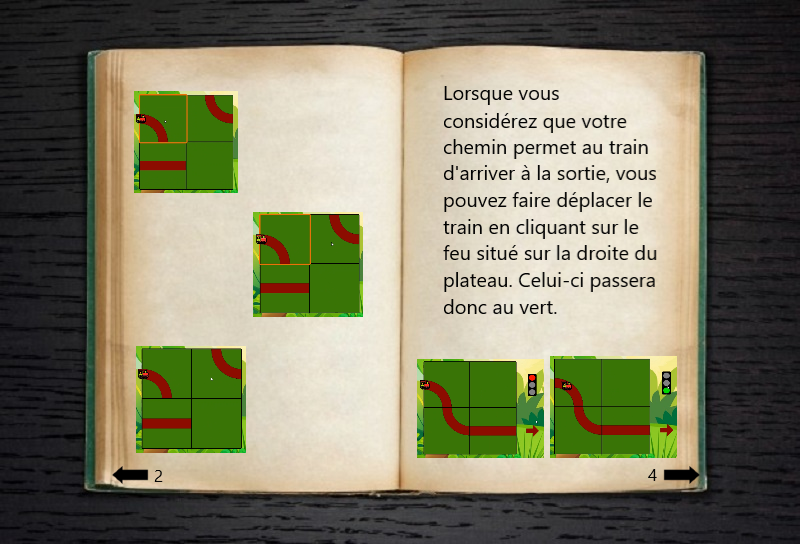 Lorsque vous
considérez que votre
chemin permet au train
d'arriver à la sortie, vous
pouvez faire déplacer le
train en cliquant sur le
feu situé sur la droite du
plateau. Celui-ci passera
donc au vert.
2
4